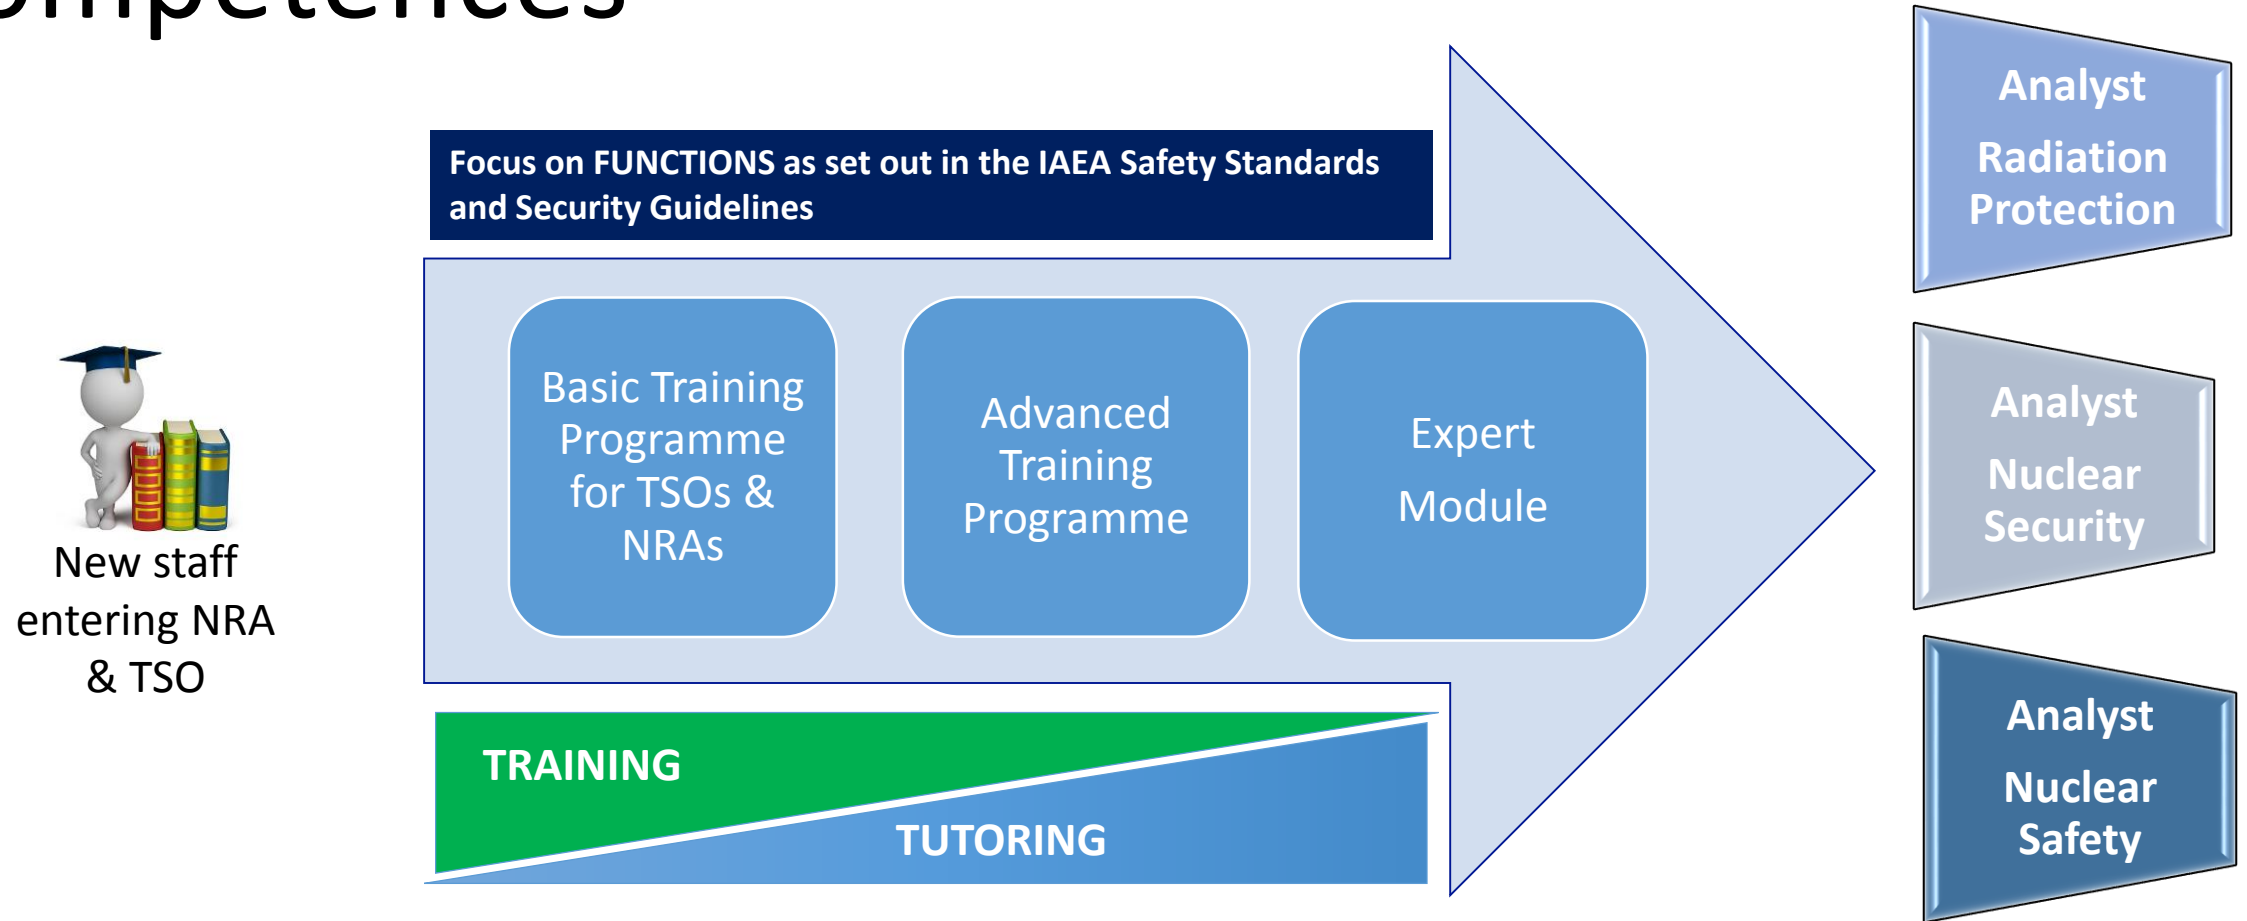 ompetences
Focus on FUNCTIONS as set out in the IAEA Safety Standards
and Security Guidelines
New staff
entering NRA
& TSO
Basic Training
Programme
for TSOs &
NRAs
Advanced
Training
Programme
Expert
Module
TRAINING
TUTORING
Analyst
Radiation
Protection
Analyst
Nuclear
Security
Analyst
Nuclear
Safety